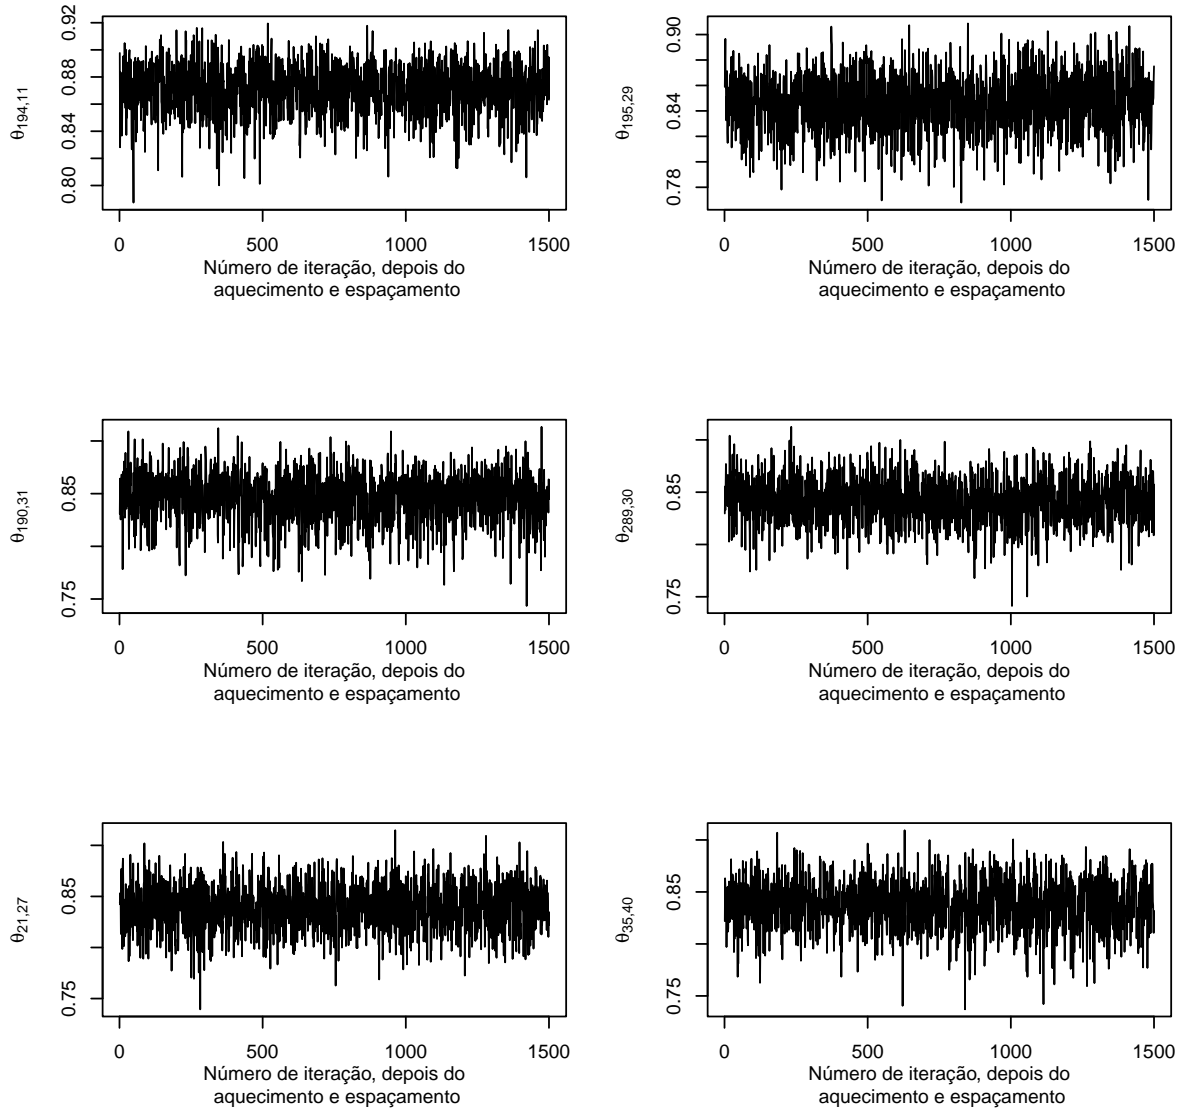 θ194,11
0.80
0.84
0.88
0.92
0
500
1000
1500
Número de iteração, depois do
aquecimento e espaçamento
θ195,29
0.78
0.84
0.90
0
500
1000
1500
Número de iteração, depois do
aquecimento e espaçamento
θ190,31
0.75
0.85
0
500
1000
1500
Número de iteração, depois do
aquecimento e espaçamento
θ289,30
0.75
0.85
0
500
1000
1500
Número de iteração, depois do
aquecimento e espaçamento
θ21,27
0.75
0.85
0
500
1000
1500
Número de iteração, depois do
aquecimento e espaçamento
θ35,40
0.75
0.85
0
500
1000
1500
Número de iteração, depois do
aquecimento e espaçamento